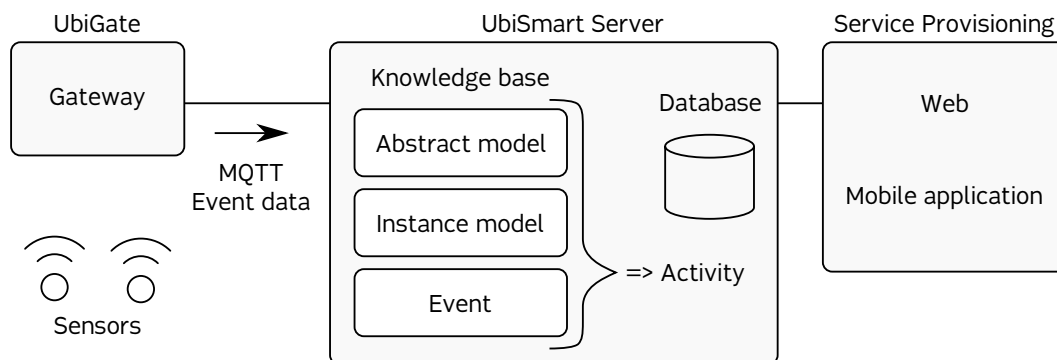 UbiGate
Gateway
MQTT
Event data
Sensors
UbiSmart Server
Knowledge base
Abstract model
Instance model
Event
=> Activity
Database
Service Provisioning
Web
Mobile application